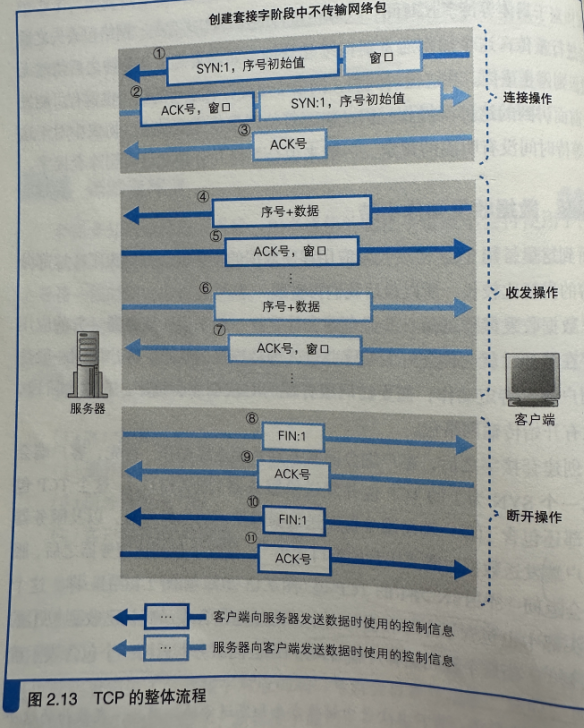 创建套接字阶段中不传输网络包
①
SYN:1，序号初始值
窗口
②
ACK号，窗口
SYN:1，序号初始值
③
ACK号
连接操作
④
序号+数据
⑤
ACK号，窗口
⋮
⑥
序号+数据
⑦
ACK号，窗口
⋮
收发操作
服务器
客户端
⑧
FIN:1
⑨
ACK号
⑩
FIN:1
⑪
ACK号
断开操作
… 客户端向服务器发送数据时使用的控制信息
… 服务器向客户端发送数据时使用的控制信息
图 2.13 TCP 的整体流程